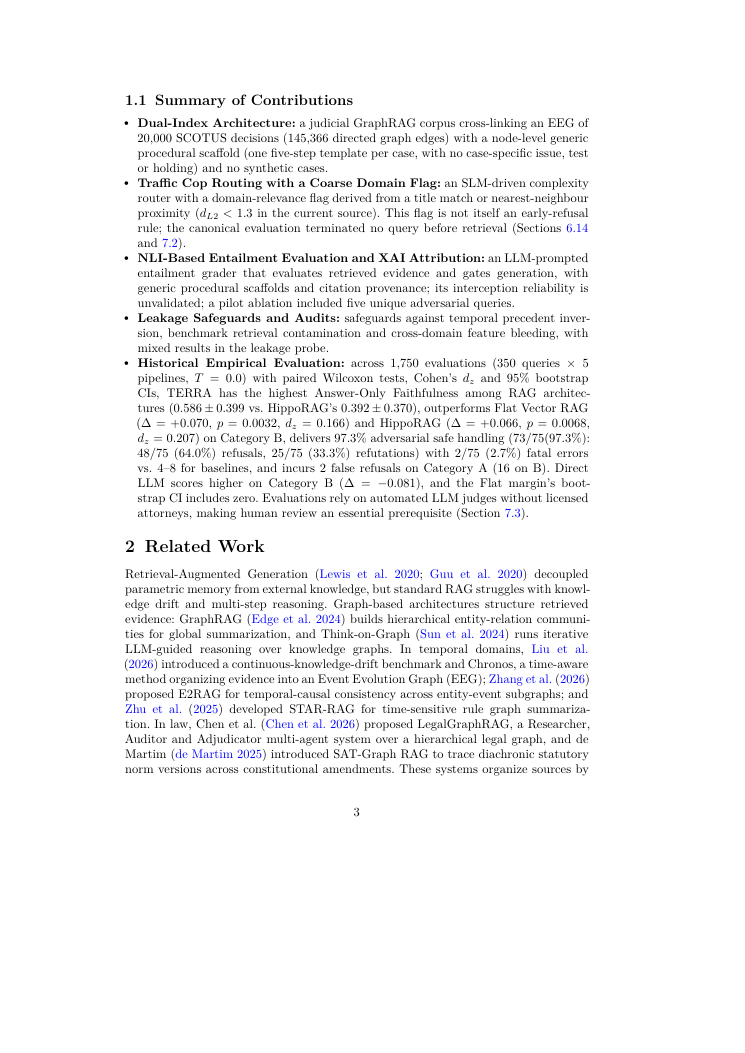 1.1 Summary of Contributions
• Dual-Index Architecture: a judicial GraphRAG corpus cross-linking an EEG of
20,000 SCOTUS decisions (145,366 directed graph edges) with a node-level generic
procedural scaffold (one five-step template per case, with no case-specific issue, test
or holding) and no synthetic cases.
• Traffic Cop Routing with a Coarse Domain Flag: an SLM-driven complexity
router with a domain-relevance flag derived from a title match or nearest-neighbour
proximity (d_{L2} < 1.3 in the current source). This flag is not itself an early-refusal
rule; the canonical evaluation terminated no query before retrieval (Sections 6.14
and 7.2).
• NLI-Based Entailment Evaluation and XAI Attribution: an LLM-prompted
entailment grader that evaluates retrieved evidence and gates generation, with
generic procedural scaffolds and citation provenance; its interception reliability is
unvalidated; a pilot ablation included five unique adversarial queries.
• Leakage Safeguards and Audits: safeguards against temporal precedent inver-
sion, benchmark retrieval contamination and cross-domain feature bleeding, with
mixed results in the leakage probe.
• Historical Empirical Evaluation: across 1,750 evaluations (350 queries × 5
pipelines, T = 0.0) with paired Wilcoxon tests, Cohen's d_z and 95% bootstrap
CIs, TERRA has the highest Answer-Only Faithfulness among RAG architec-
tures (0.586 ± 0.399 vs. HippoRAG's 0.392 ± 0.370), outperforms Flat Vector RAG
(Δ = +0.070, p = 0.0032, d_z = 0.166) and HippoRAG (Δ = +0.066, p = 0.0068,
d_z = 0.207) on Category B, delivers 97.3% adversarial safe handling (73/75(97.3%):
48/75 (64.0%) refusals, 25/75 (33.3%) refutations) with 2/75 (2.7%) fatal errors
vs. 4–8 for baselines, and incurs 2 false refusals on Category A (16 on B). Direct
LLM scores higher on Category B (Δ = −0.081), and the Flat margin's boot-
strap CI includes zero. Evaluations rely on automated LLM judges without licensed
attorneys, making human review an essential prerequisite (Section 7.3).
2 Related Work
Retrieval-Augmented Generation (Lewis et al. 2020; Guu et al. 2020) decoupled
parametric memory from external knowledge, but standard RAG struggles with knowl-
edge drift and multi-step reasoning. Graph-based architectures structure retrieved
evidence: GraphRAG (Edge et al. 2024) builds hierarchical entity-relation communi-
ties for global summarization, and Think-on-Graph (Sun et al. 2024) runs iterative
LLM-guided reasoning over knowledge graphs. In temporal domains, Liu et al.
(2026) introduced a continuous-knowledge-drift benchmark and Chronos, a time-aware
method organizing evidence into an Event Evolution Graph (EEG); Zhang et al. (2026)
proposed E2RAG for temporal-causal consistency across entity-event subgraphs; and
Zhu et al. (2025) developed STAR-RAG for time-sensitive rule graph summariza-
tion. In law, Chen et al. (Chen et al. 2026) proposed LegalGraphRAG, a Researcher,
Auditor and Adjudicator multi-agent system over a hierarchical legal graph, and de
Martim (de Martim 2025) introduced SAT-Graph RAG to trace diachronic statutory
norm versions across constitutional amendments. These systems organize sources by
3